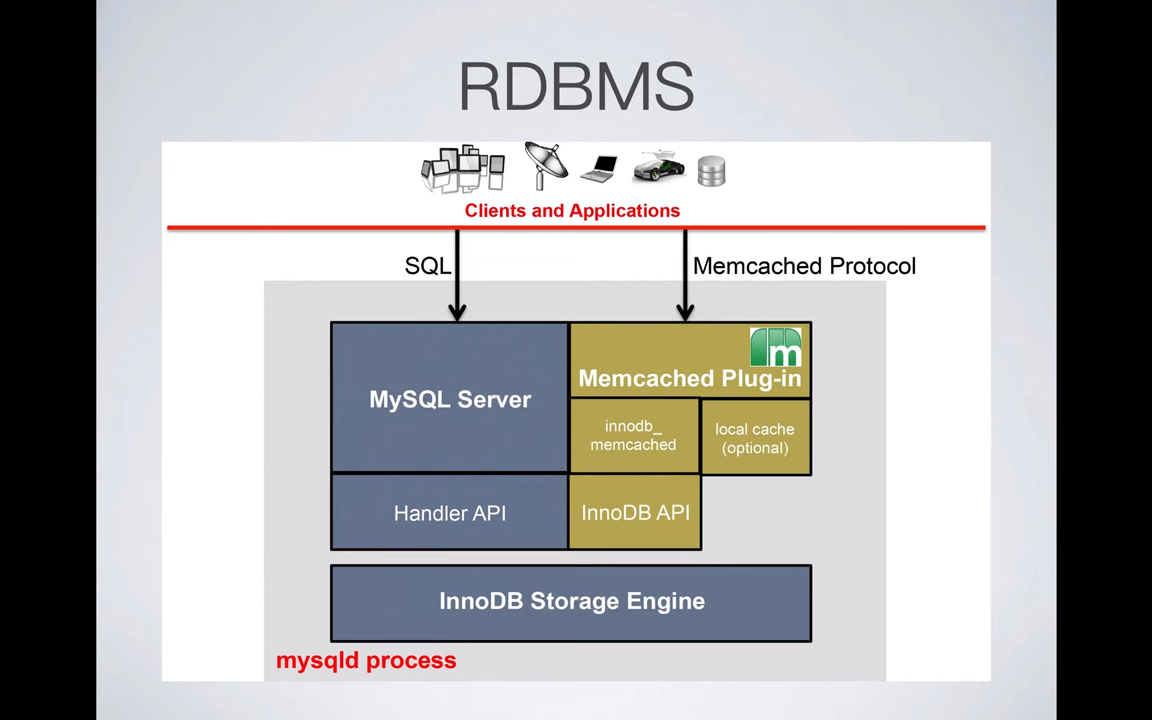 RDBMS
Clients and Applications
SQL
Memcached Protocol
m
Memcached Plug-in
MySQL Server
innodb_
memcached
local cache
(optional)
Handler API
InnoDB API
InnoDB Storage Engine
mysqld process